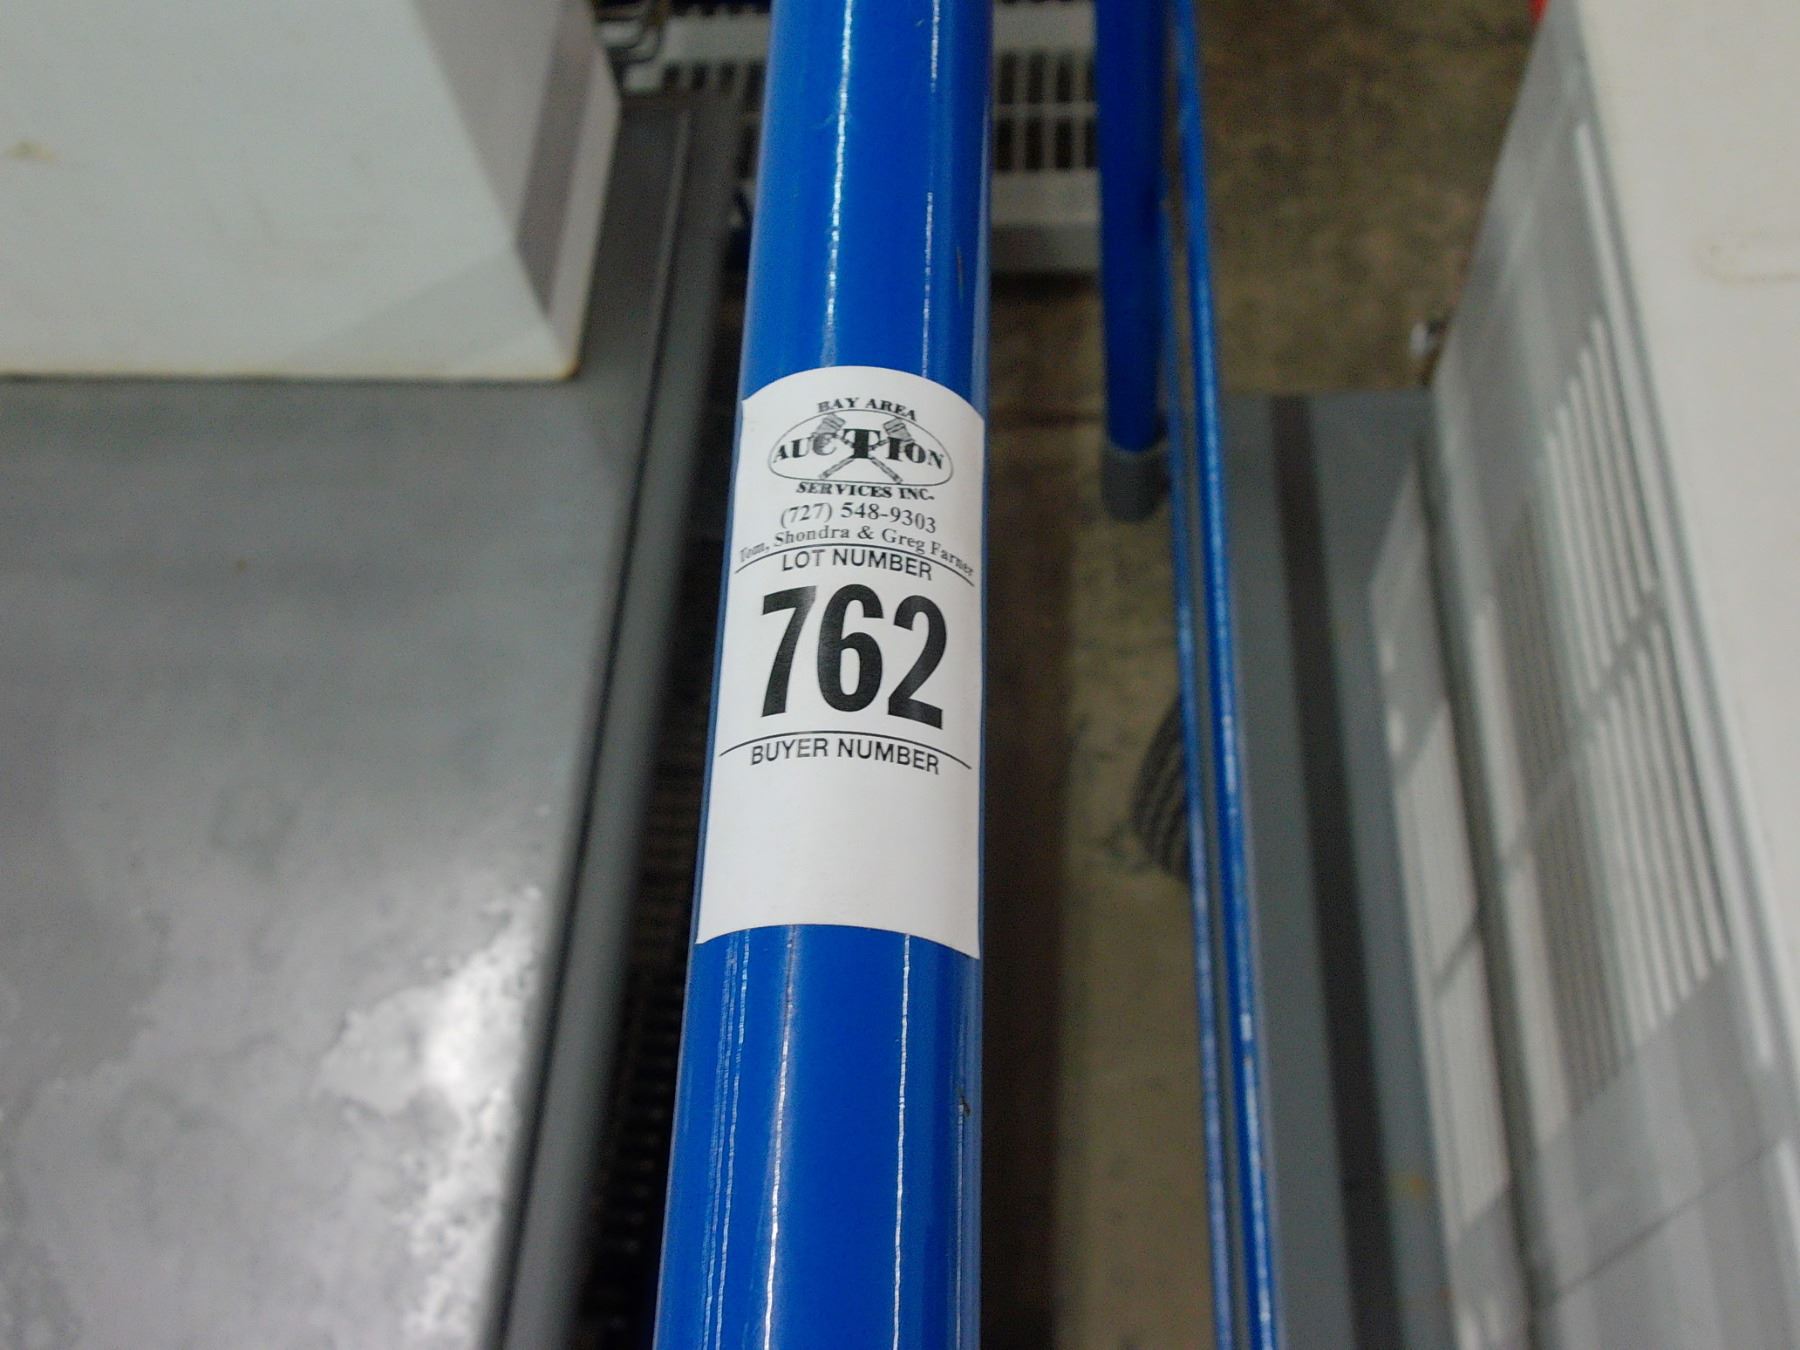 BAY AREA
AUCTION
SERVICES INC.
(727) 548-9303
Tom, Shondra & Greg Farner
LOT NUMBER
762
BUYER NUMBER